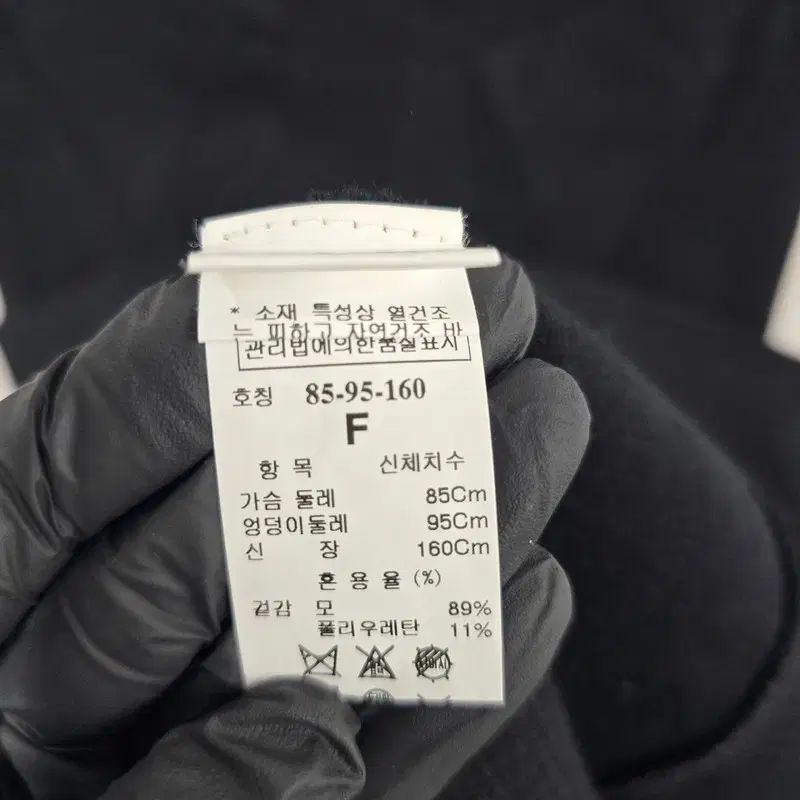 * 소재 특성상 열건조
는 피하고 자연건조 바
관리법에의한품질표시
호칭 85-95-160
F
항 목 신체치수
가슴 둘레 85Cm
엉덩이둘레 95Cm
신 장 160Cm
혼 용 율 (%)
겉감 모 89%
폴리우레탄 11%